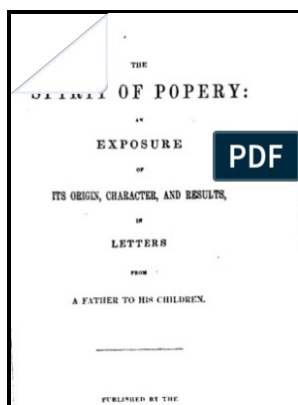 THE
SPIRIT OF POPERY:
AN
EXPOSURE
OF
PDF
ITS ORIGIN, CHARACTER, AND RESULTS,
IN
LETTERS
FROM
A FATHER TO HIS CHILDREN.
PUBLISHED BY THE